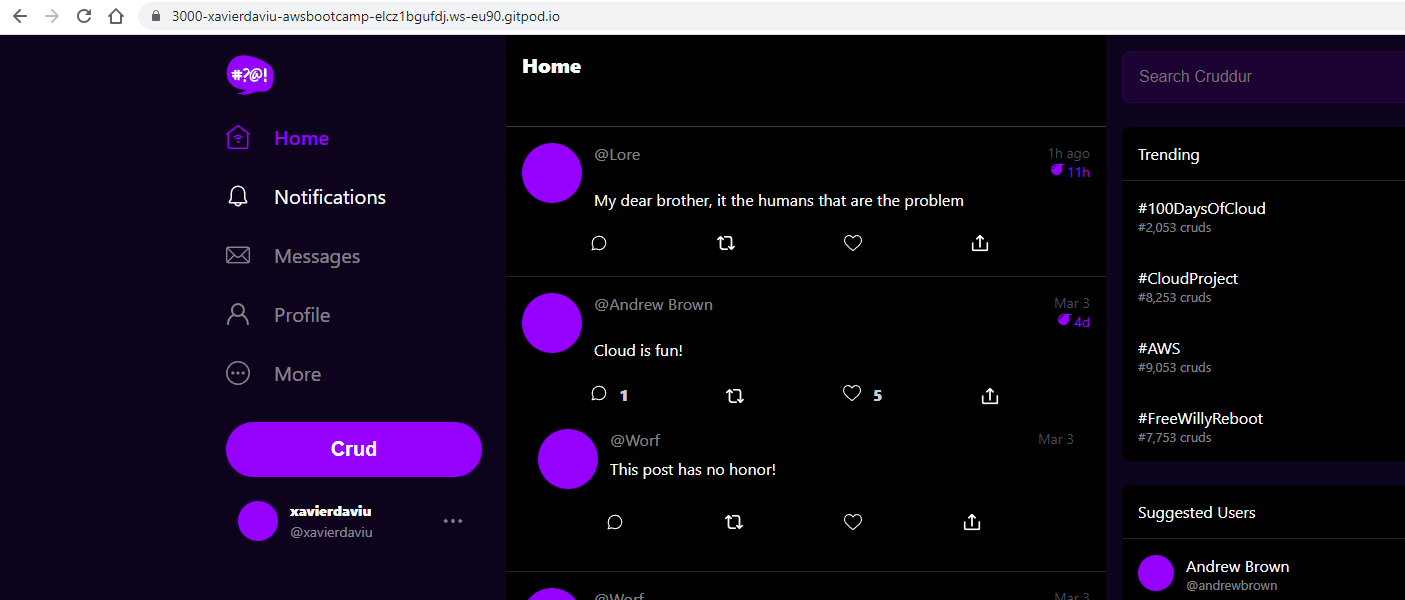 3000-xavierdaviu-awsbootcamp-elcz1bgufdj.ws-eu90.gitpod.io
#?@!
Home
Notifications
Messages
Profile
More
Crud
xavierdaviu
@xavierdaviu
Home
@Lore
1h ago
11h
My dear brother, it the humans that are the problem
@Andrew Brown
Mar 3
4d
Cloud is fun!
1
5
@Worf
Mar 3
This post has no honor!
@Worf
Mar 3
Search Cruddur
Trending
#100DaysOfCloud
#2,053 cruds
#CloudProject
#8,253 cruds
#AWS
#9,053 cruds
#FreeWillyReboot
#7,753 cruds
Suggested Users
Andrew Brown
@andrewbrown